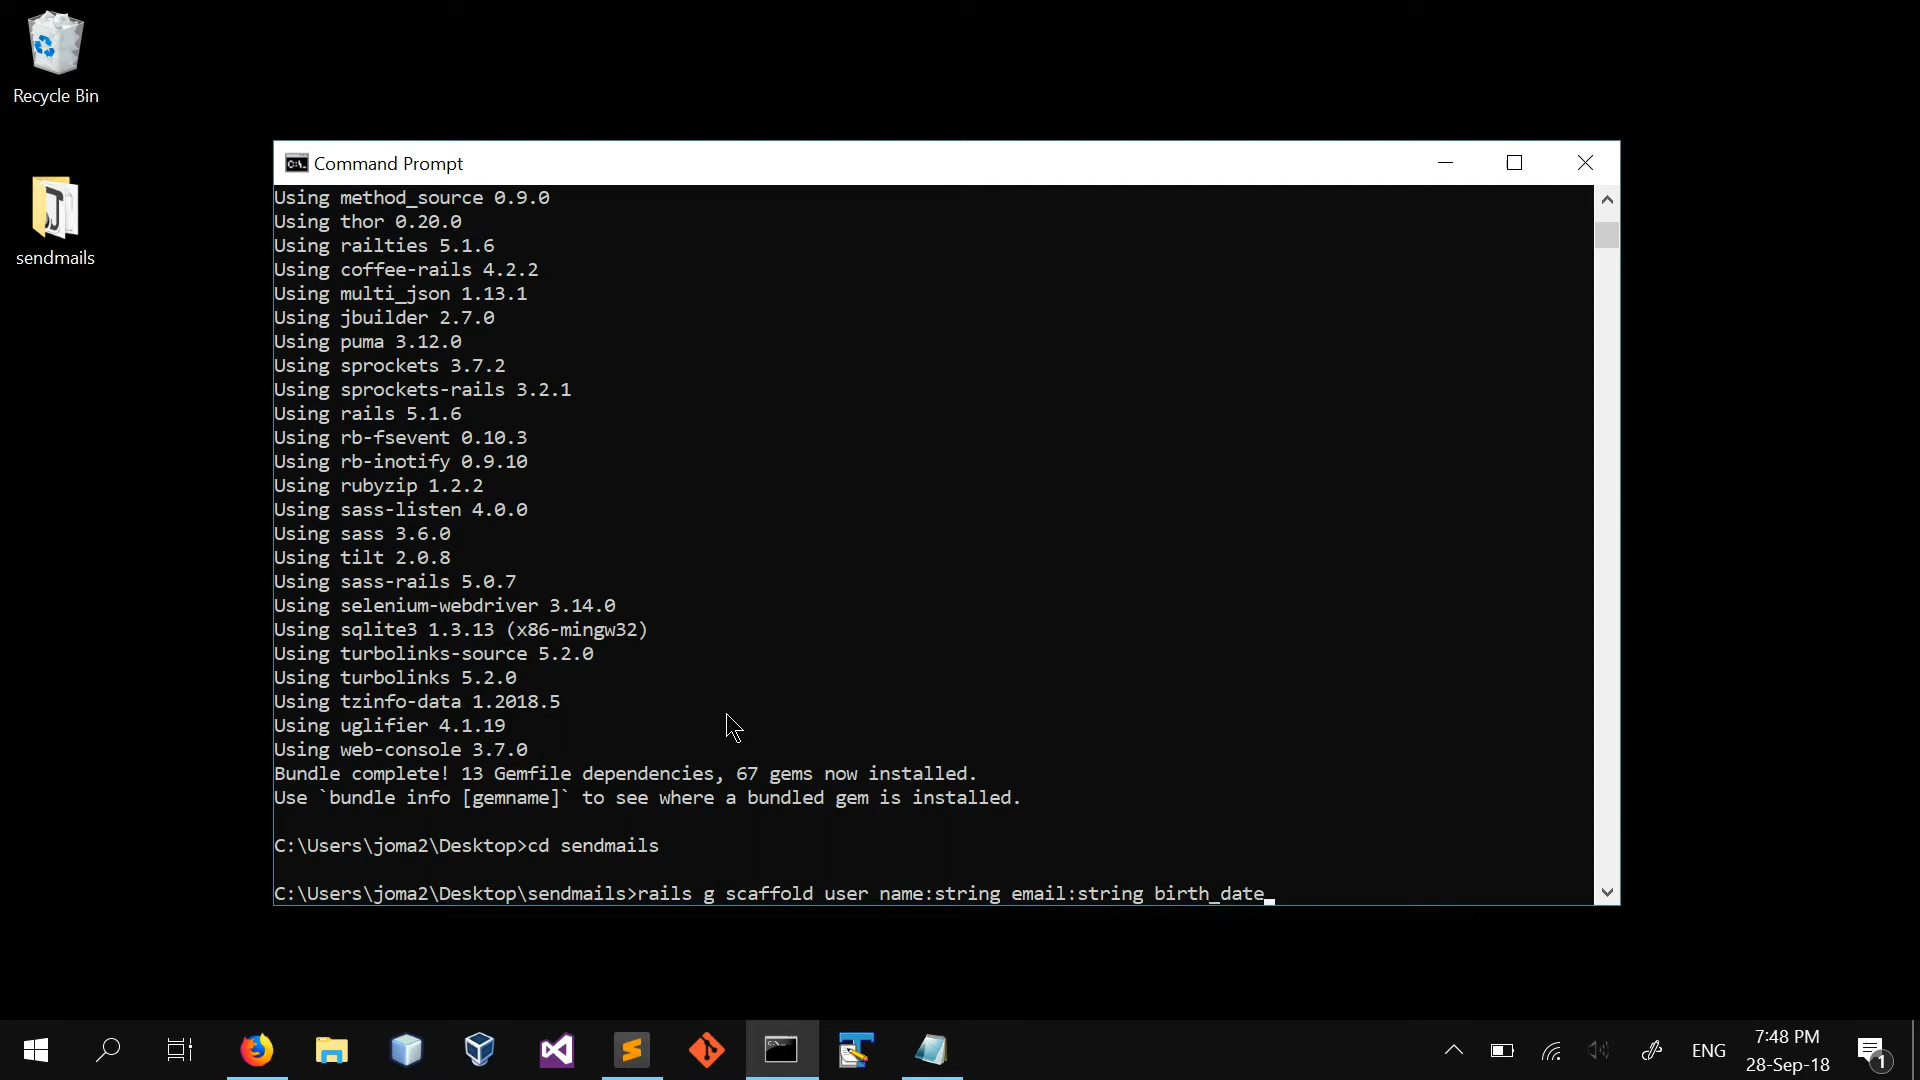 Recycle Bin
sendmails
Command Prompt
Using method_source 0.9.0
Using thor 0.20.0
Using railties 5.1.6
Using coffee-rails 4.2.2
Using multi_json 1.13.1
Using jbuilder 2.7.0
Using puma 3.12.0
Using sprockets 3.7.2
Using sprockets-rails 3.2.1
Using rails 5.1.6
Using rb-fsevent 0.10.3
Using rb-inotify 0.9.10
Using rubyzip 1.2.2
Using sass-listen 4.0.0
Using sass 3.6.0
Using tilt 2.0.8
Using sass-rails 5.0.7
Using selenium-webdriver 3.14.0
Using sqlite3 1.3.13 (x86-mingw32)
Using turbolinks-source 5.2.0
Using turbolinks 5.2.0
Using tzinfo-data 1.2018.5
Using uglifier 4.1.19
Using web-console 3.7.0
Bundle complete! 13 Gemfile dependencies, 67 gems now installed.
Use `bundle info [gemname]` to see where a bundled gem is installed.
C:\Users\joma2\Desktop>cd sendmails
C:\Users\joma2\Desktop\sendmails>rails g scaffold user name:string email:string birth_date
ENG
7:48 PM
28-Sep-18
1